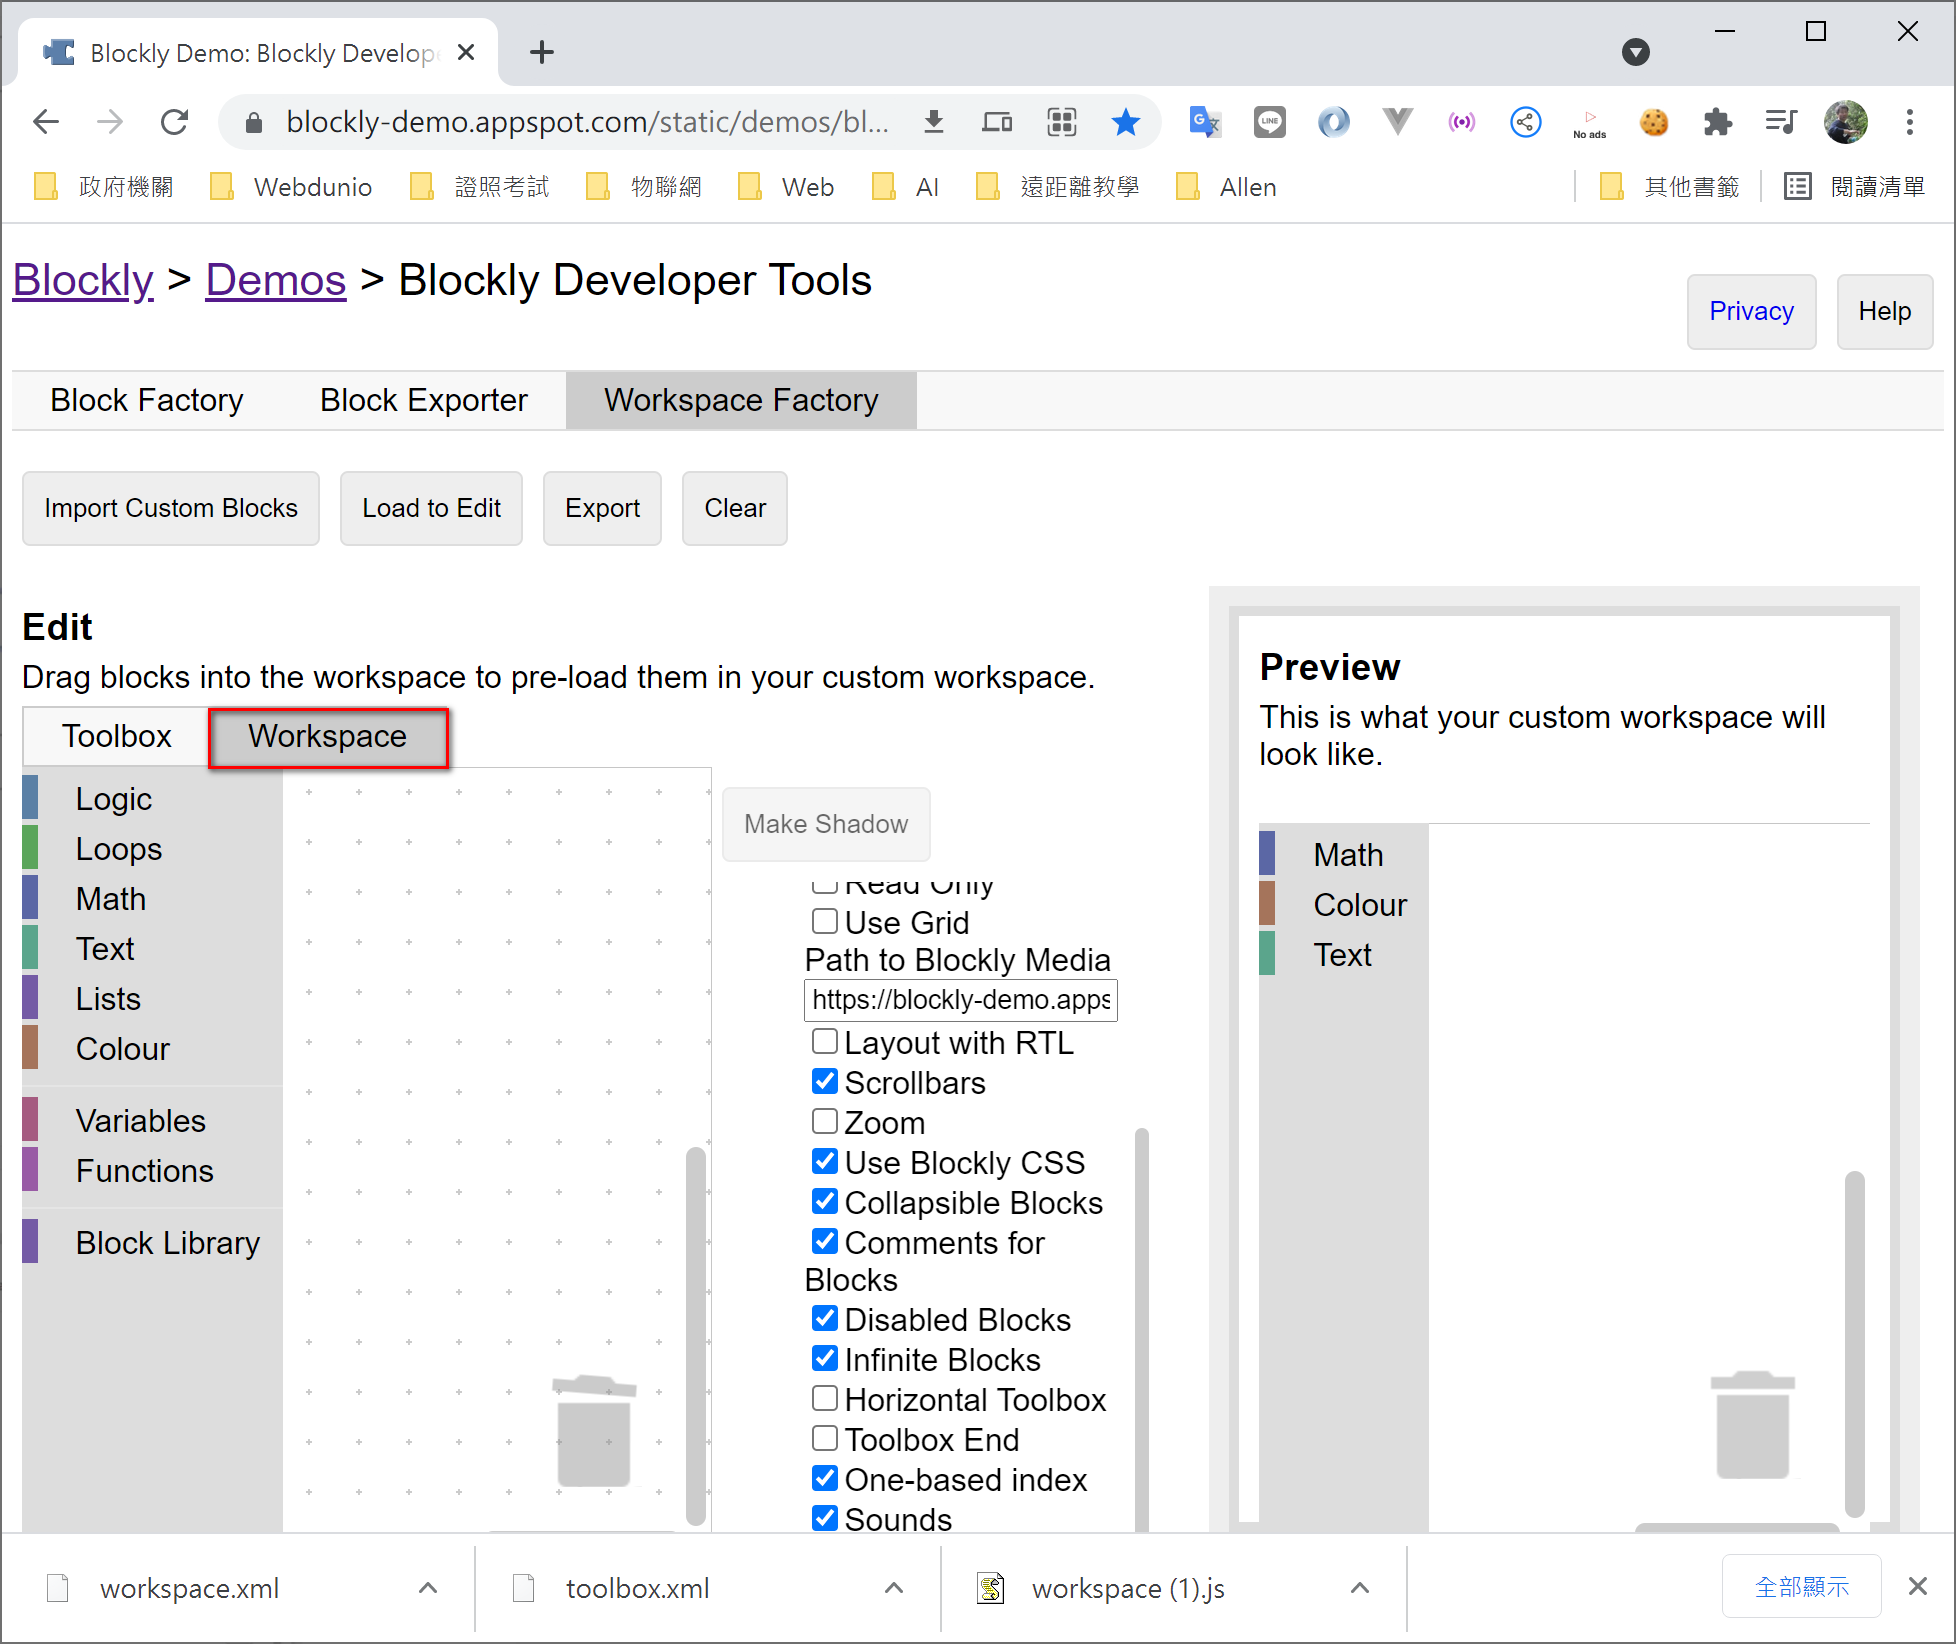 Blockly Demo: Blockly Develope
blockly-demo.appspot.com/static/demos/bl...
LINE
No ads
政府機關
Webdunio
證照考試
物聯網
Web
AI
遠距離教學
Allen
其他書籤
閱讀清單
Blockly > Demos > Blockly Developer Tools
Privacy
Help
Block Factory
Block Exporter
Workspace Factory
Import Custom Blocks
Load to Edit
Export
Clear
Edit
Drag blocks into the workspace to pre-load them in your custom workspace.
Toolbox
Workspace
Logic
Loops
Math
Text
Lists
Colour
Variables
Functions
Block Library
Make Shadow
Read Only
Use Grid
Path to Blockly Media
https://blockly-demo.apps
Layout with RTL
Scrollbars
Zoom
Use Blockly CSS
Collapsible Blocks
Comments for
Blocks
Disabled Blocks
Infinite Blocks
Horizontal Toolbox
Toolbox End
One-based index
Sounds
Preview
This is what your custom workspace will
look like.
Math
Colour
Text
workspace.xml
toolbox.xml
workspace (1).js
全部顯示